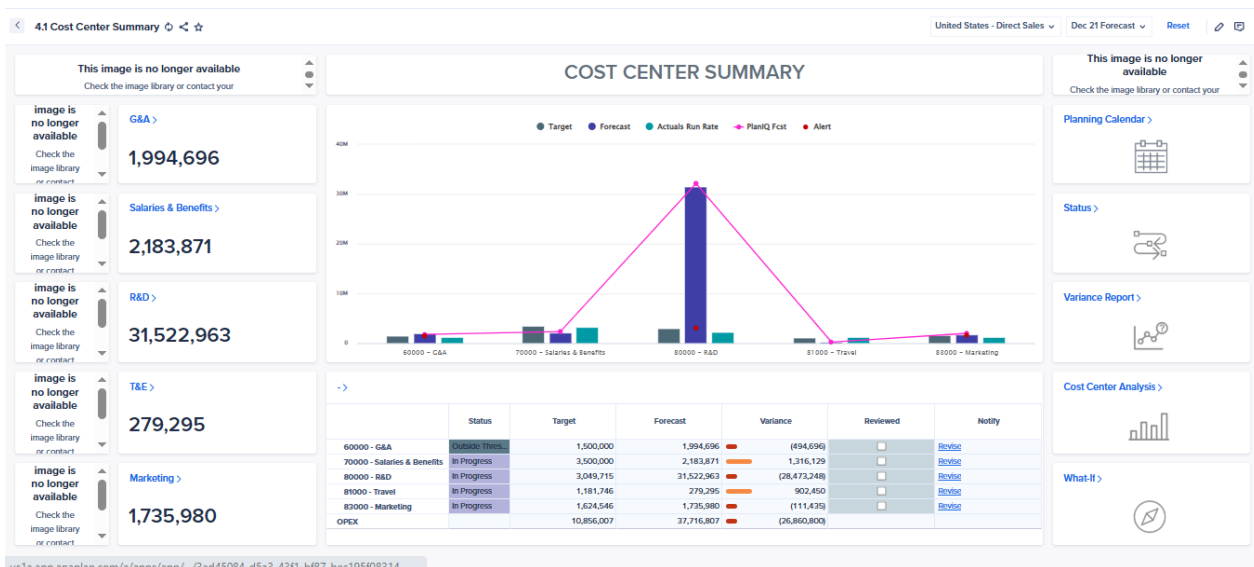 4.1 Cost Center Summary
United States - Direct Sales
Dec 21 Forecast
Reset
This image is no longer available
Check the image library or contact your
COST CENTER SUMMARY
This image is no longer available
Check the image library or contact your
image is no longer available
Check the image library or contact
G&A >
1,994,696
image is no longer available
Check the image library or contact
Salaries & Benefits >
2,183,871
image is no longer available
Check the image library or contact
R&D >
31,522,963
image is no longer available
Check the image library or contact
T&E >
279,295
image is no longer available
Check the image library or contact
Marketing >
1,735,980
Target Forecast Actuals Run Rate PlanIQ Fcst Alert
40M
30M
20M
10M
0
60000 – G&A 70000 – Salaries & Benefits 80000 – R&D 81000 – Travel 83000 – Marketing
- >
Status Target Forecast Variance Reviewed Notify
60000 - G&A Outside Thres... 1,500,000 1,994,696 (494,696) Revise
70000 - Salaries & Benefits In Progress 3,500,000 2,183,871 1,316,129 Revise
80000 - R&D In Progress 3,049,715 31,522,963 (28,473,248) Revise
81000 - Travel In Progress 1,181,746 279,295 902,450 Revise
83000 - Marketing In Progress 1,624,546 1,735,980 (111,435) Revise
OPEX 10,856,007 37,716,807 (26,860,800)
Planning Calendar >
Status >
Variance Report >
Cost Center Analysis >
What-If >